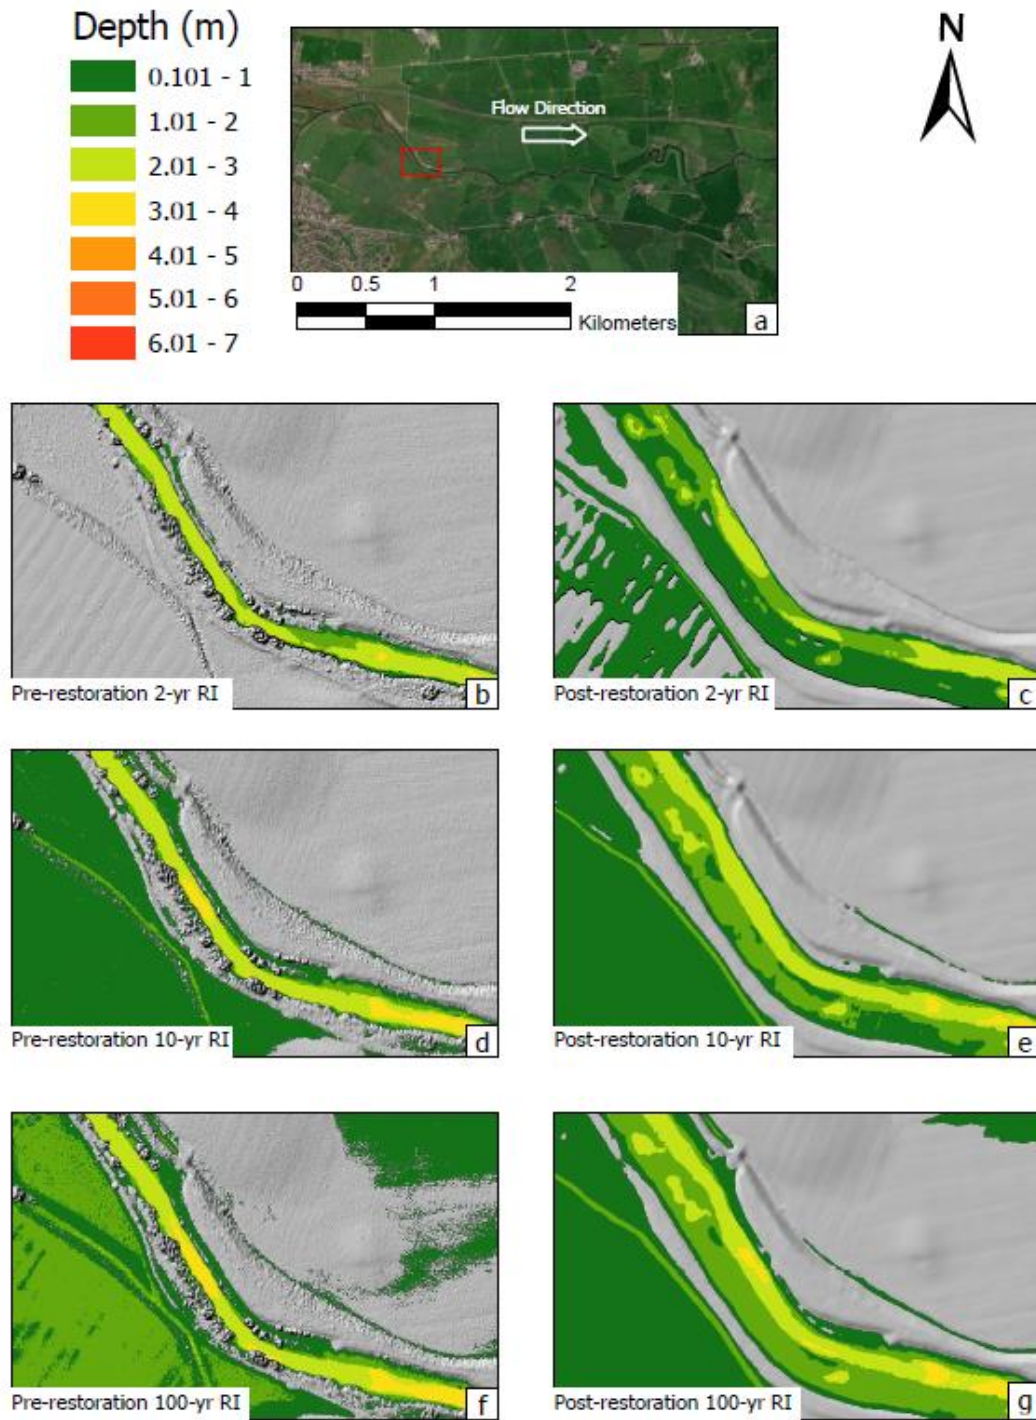 Depth (m)
0.101 - 1
1.01 - 2
2.01 - 3
3.01 - 4
4.01 - 5
5.01 - 6
6.01 - 7
Flow Direction
0 0.5 1 2
Kilometers
a
N
Pre-restoration 2-yr RI
b
Post-restoration 2-yr RI
c
Pre-restoration 10-yr RI
d
Post-restoration 10-yr RI
e
Pre-restoration 100-yr RI
f
Post-restoration 100-yr RI
g